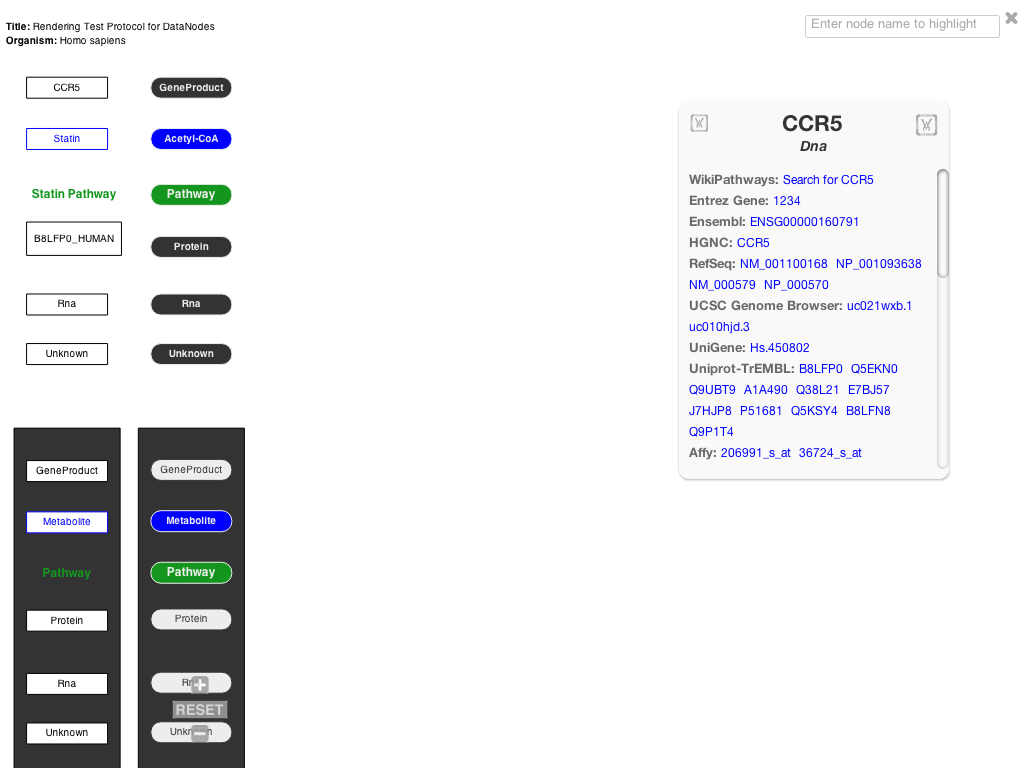 Title: Rendering Test Protocol for DataNodes
Organism: Homo sapiens
Enter node name to highlight
CCR5 GeneProduct
Statin Acetyl-CoA
Statin Pathway Pathway
B8LFP0_HUMAN Protein
Rna Rna
Unknown Unknown
GeneProduct GeneProduct
Metabolite Metabolite
Pathway Pathway
Protein Protein
Rna
RESET
Unknown
CCR5
Dna
WikiPathways: Search for CCR5
Entrez Gene: 1234
Ensembl: ENSG00000160791
HGNC: CCR5
RefSeq: NM_001100168 NP_001093638
NM_000579 NP_000570
UCSC Genome Browser: uc021wxb.1
uc010hjd.3
UniGene: Hs.450802
Uniprot-TrEMBL: B8LFP0 Q5EKN0
Q9UBT9 A1A490 Q38L21 E7BJ57
J7HJP8 P51681 Q5KSY4 B8LFN8
Q9P1T4
Affy: 206991_s_at 36724_s_at